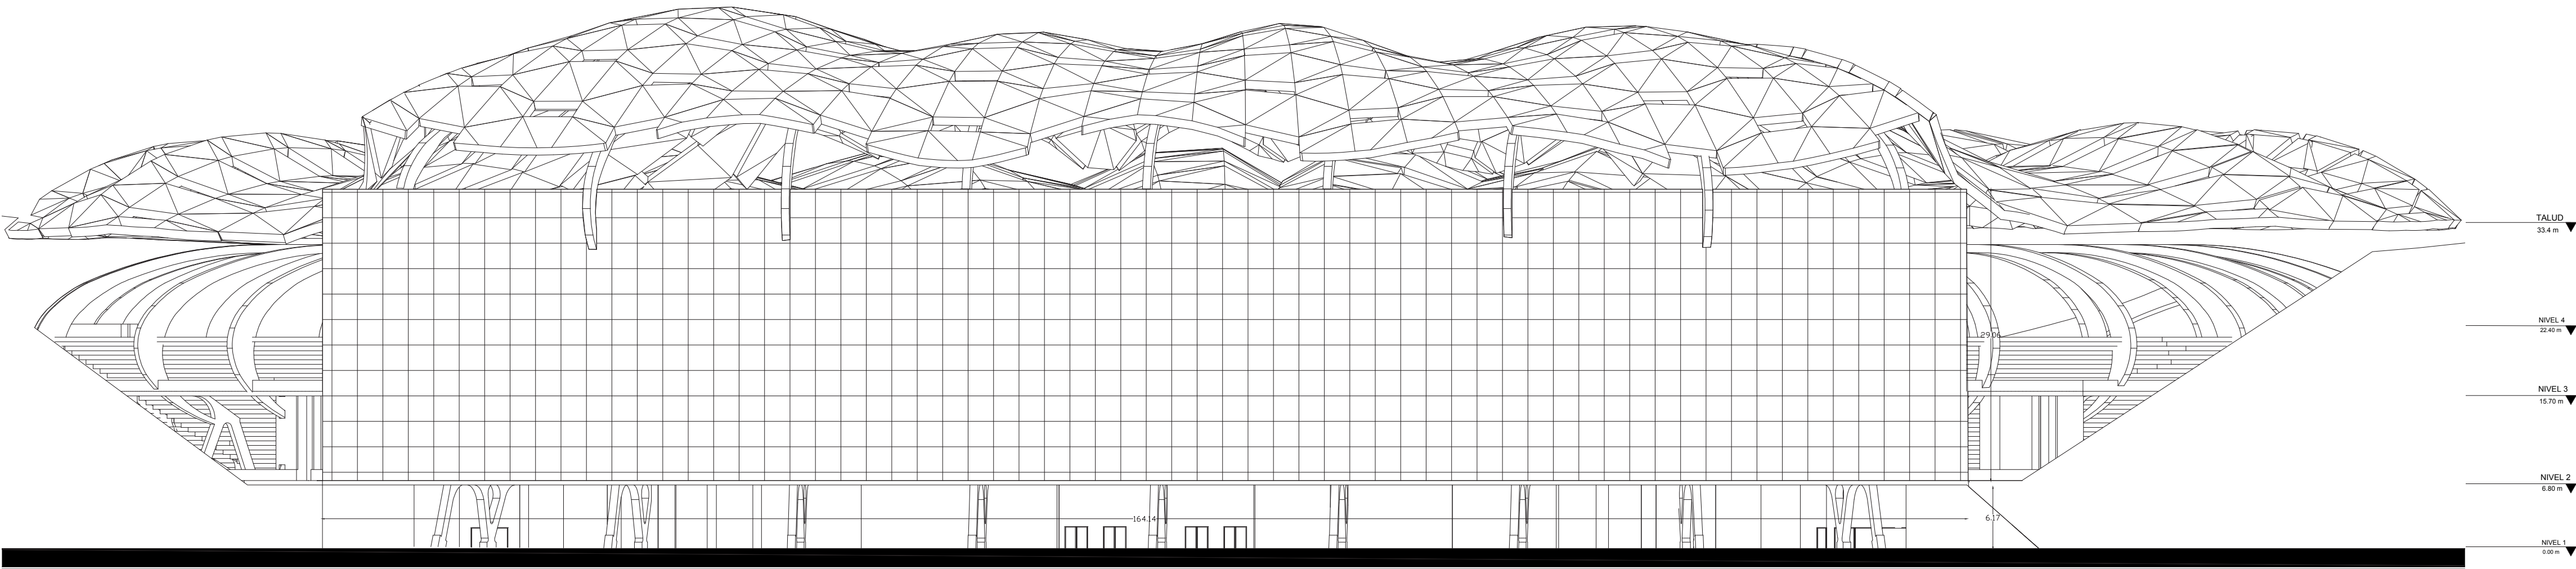 TALUD
33.4 m
NIVEL 4
22.40 m
29.06
NIVEL 3
15.70 m
NIVEL 2
6.80 m
164.14
6.17
NIVEL 1
0.00 m